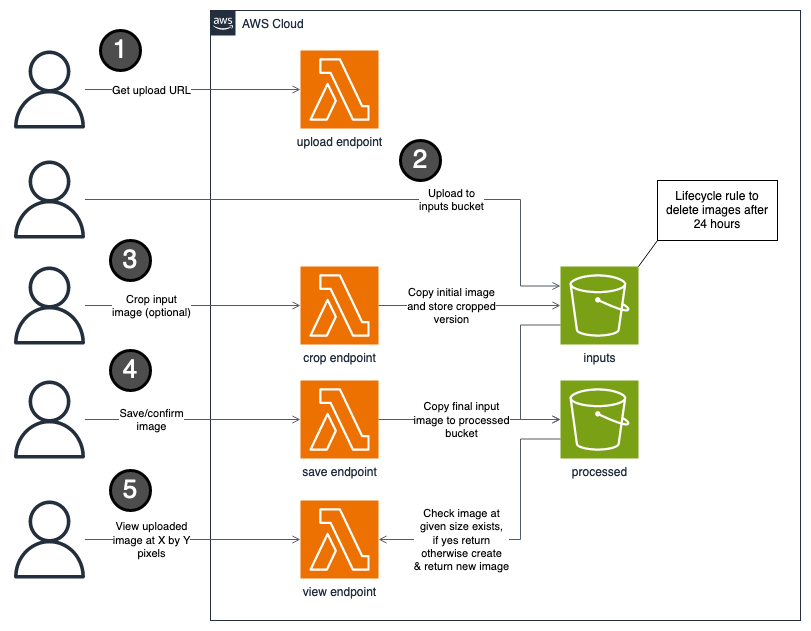 aws
AWS Cloud
1
Get upload URL
upload endpoint
2
Upload to
inputs bucket
Lifecycle rule to
delete images after
24 hours
3
Crop input
image (optional)
crop endpoint
Copy initial image
and store cropped
version
inputs
4
Save/confirm
image
save endpoint
Copy final input
image to processed
bucket
processed
5
View uploaded
image at X by Y
pixels
view endpoint
Check image at
given size exists,
if yes return
otherwise create
& return new image